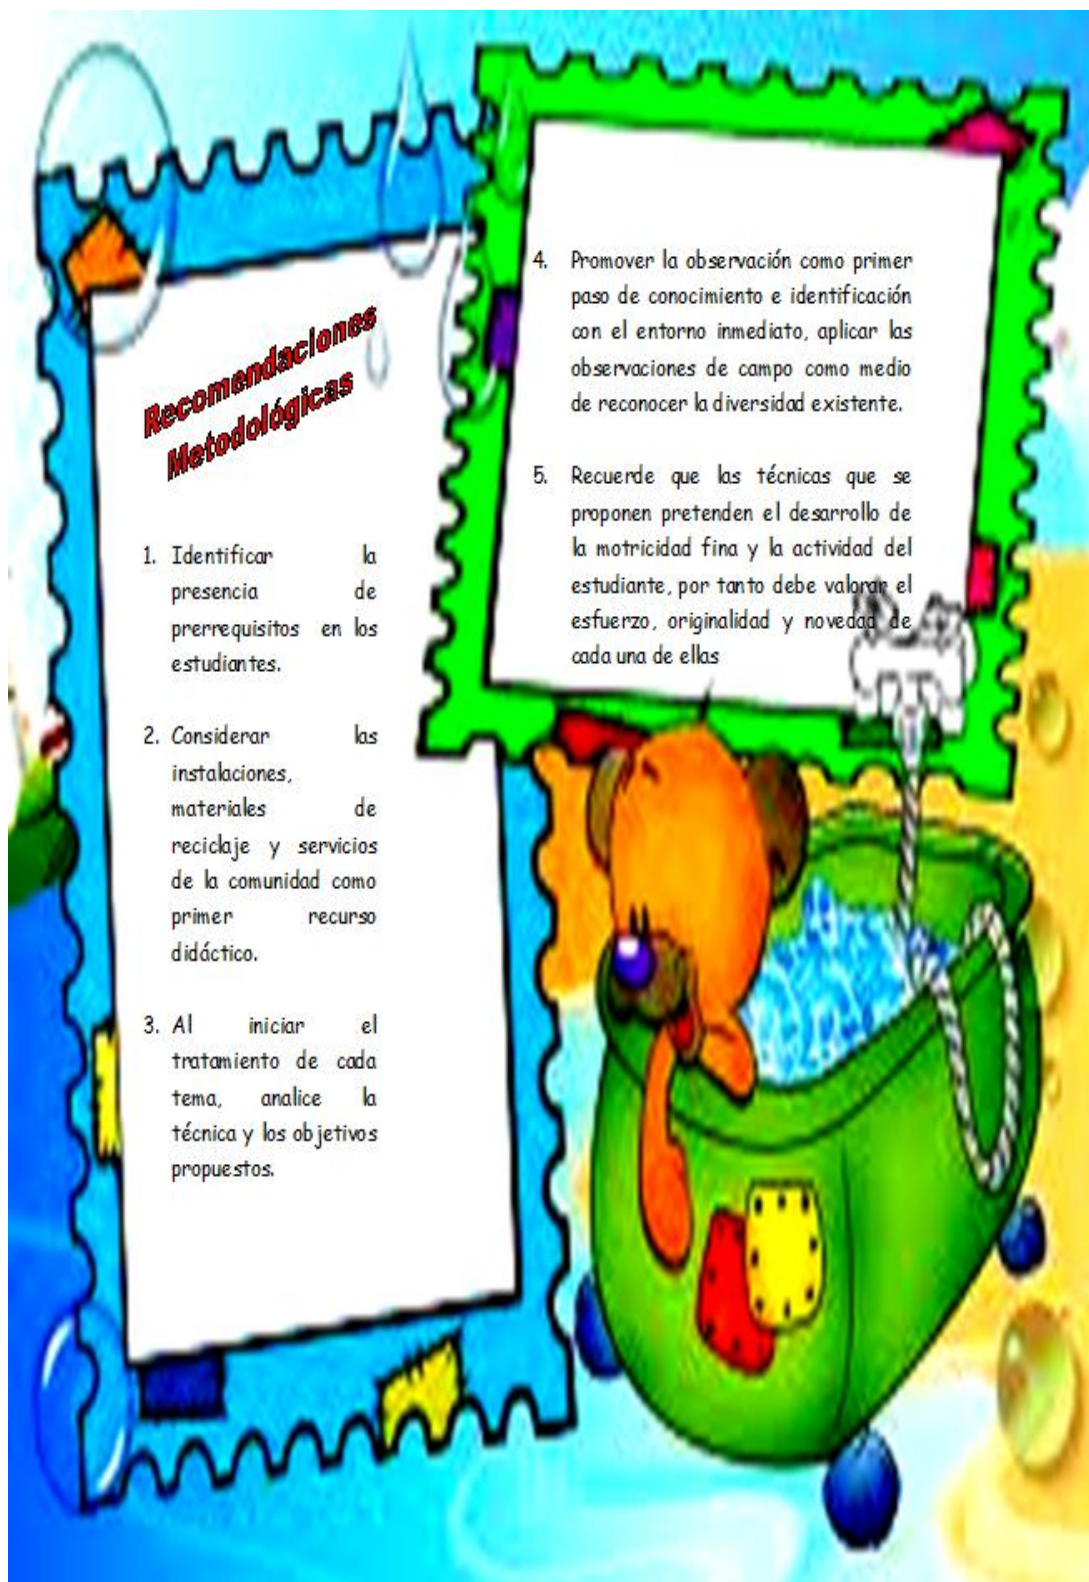 Recomendaciones
Metodológicas
1. Identificar la
presencia de
prerrequisitos en los
estudiantes.
2. Considerar las
instalaciones,
materiales de
reciclaje y servicios
de la comunidad como
primer recurso
didáctico.
3. Al iniciar el
tratamiento de cada
tema, analice la
técnica y los objetivos
propuestos.
4. Promover la observación como primer
paso de conocimiento e identificación
con el entorno inmediato, aplicar las
observaciones de campo como medio
de reconocer la diversidad existente.
5. Recuerde que las técnicas que se
proponen pretenden el desarrollo de
la motricidad fina y la actividad del
estudiante, por tanto debe valorar el
esfuerzo, originalidad y novedad de
cada una de ellas